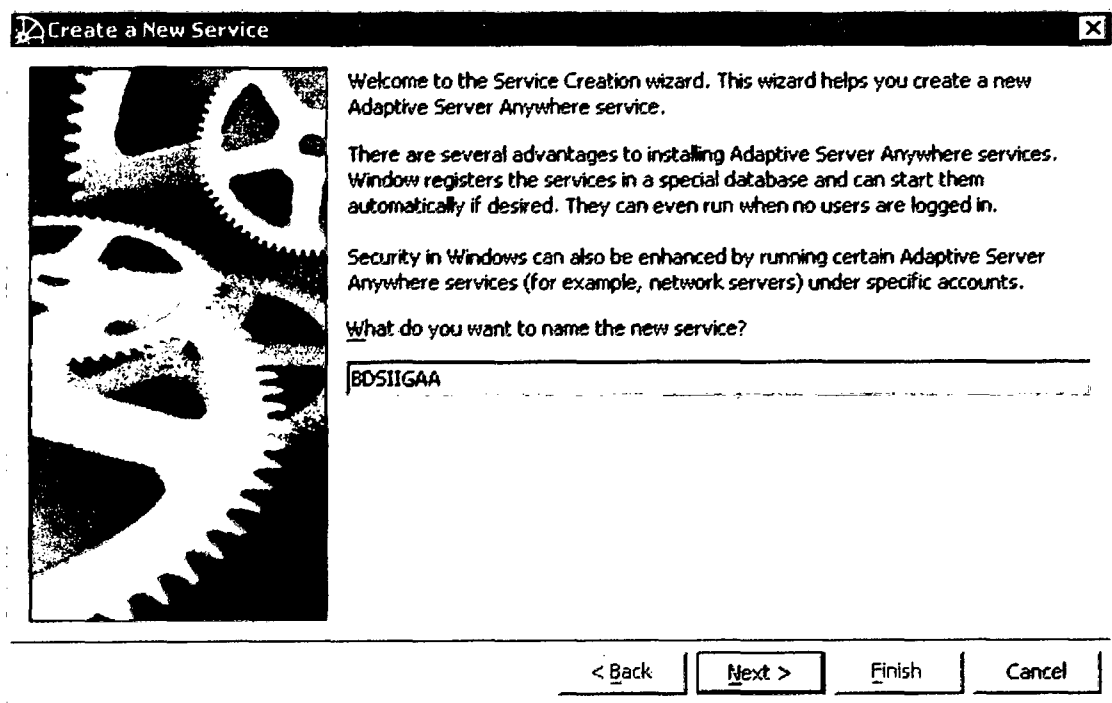 Create a New Service
Welcome to the Service Creation wizard. This wizard helps you create a new
Adaptive Server Anywhere service.
There are several advantages to installing Adaptive Server Anywhere services.
Window registers the services in a special database and can start them
automatically if desired. They can even run when no users are logged in.
Security in Windows can also be enhanced by running certain Adaptive Server
Anywhere services (for example, network servers) under specific accounts.
What do you want to name the new service?
BDSIIGAA
< Back
Next >
Finish
Cancel